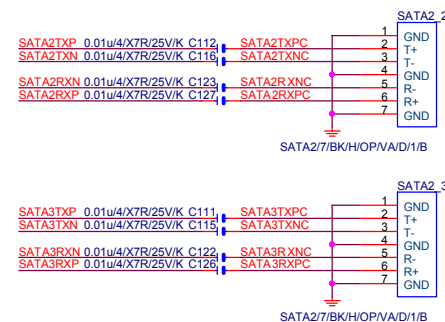 SATA2_2
1 GND
SATA2TXP 0.01u/4/X7R/25V/K C112 SATA2TXPC 2 T+
SATA2TXN 0.01u/4/X7R/25V/K C116 SATA2TXNC 3 T-
4 GND
SATA2RXN 0.01u/4/X7R/25V/K C123 SATA2RXNC 5 R-
SATA2RXP 0.01u/4/X7R/25V/K C127 SATA2RXPC 6 R+
7 GND
SATA2/7/BK/H/OP/VA/D/1/B
SATA2_3
1 GND
SATA3TXP 0.01u/4/X7R/25V/K C111 SATA3TXPC 2 T+
SATA3TXN 0.01u/4/X7R/25V/K C115 SATA3TXNC 3 T-
4 GND
SATA3RXN 0.01u/4/X7R/25V/K C122 SATA3RXNC 5 R-
SATA3RXP 0.01u/4/X7R/25V/K C126 SATA3RXPC 6 R+
7 GND
SATA2/7/BK/H/OP/VA/D/1/B